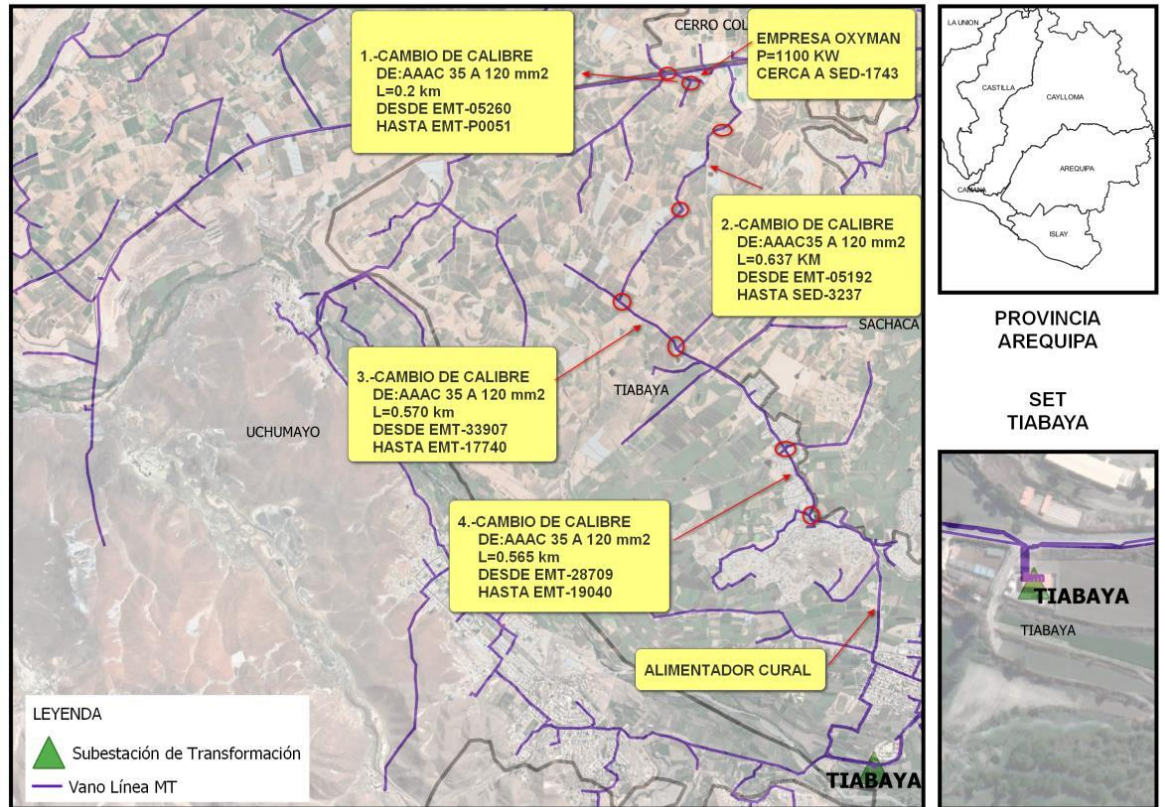 CERRO COL
1.-CAMBIO DE CALIBRE
DE:AAAC 35 A 120 mm2
L=0.2 km
DESDE EMT-05260
HASTA EMT-P0051
EMPRESA OXYMAN
P=1100 KW
CERCA A SED-1743
2.-CAMBIO DE CALIBRE
DE:AAAC35 A 120 mm2
L=0.637 KM
DESDE EMT-05192
HASTA SED-3237
SACHACA
3.-CAMBIO DE CALIBRE
DE:AAAC 35 A 120 mm2
L=0.570 km
DESDE EMT-33907
HASTA EMT-17740
TIABAYA
UCHUMAYO
4.-CAMBIO DE CALIBRE
DE:AAAC 35 A 120 mm2
L=0.565 km
DESDE EMT-28709
HASTA EMT-19040
ALIMENTADOR CURAL
LEYENDA
Subestación de Transformación
Vano Línea MT
TIABAYA
LA UNION
CASTILLA
CAYLLOMA
AREQUIPA
CAMANA
ISLAY
PROVINCIA
AREQUIPA
SET
TIABAYA
TIABAYA
TIABAYA